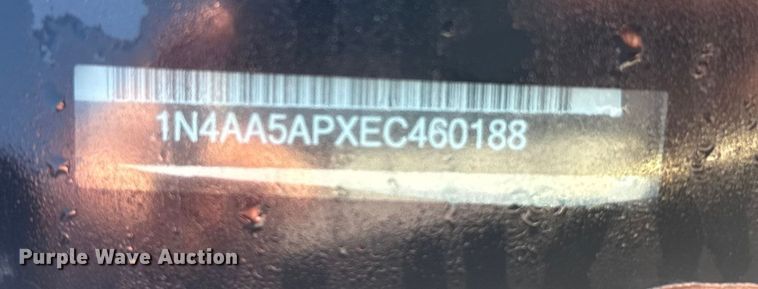 1N4AA5APXEC460188
Purple Wave Auction